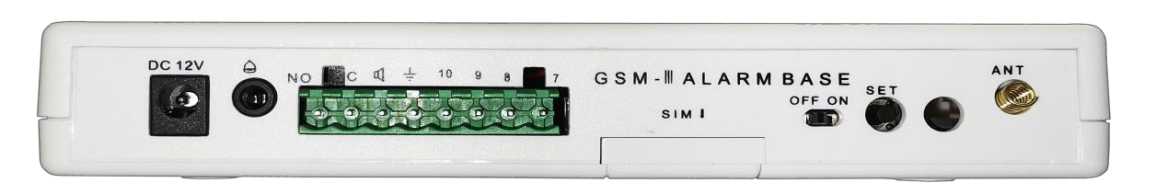 DC 12V
NO C 10 9 8 7
GSM-III ALARM BASE
SIM
OFF ON
SET
ANT